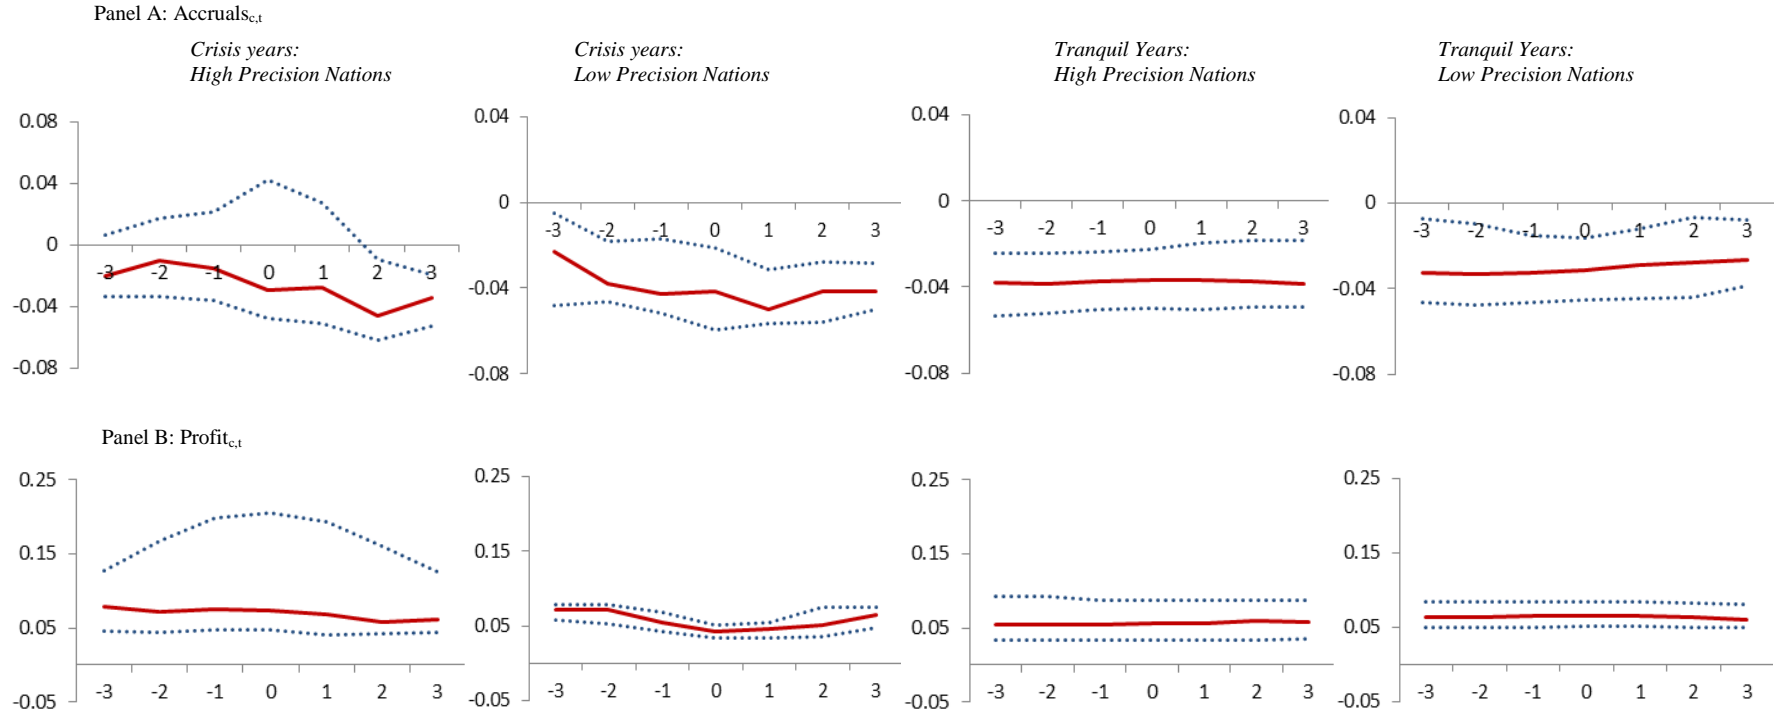 Panel A: Accrualsc,t
Crisis years:
High Precision Nations
Crisis years:
Low Precision Nations
Tranquil Years:
High Precision Nations
Tranquil Years:
Low Precision Nations
0.08
0.04
0
-0.04
-0.08
-3 -2 -1 0 1 2 3
0.04
0
-0.04
-0.08
-3 -2 -1 0 1 2 3
0.04
0
-0.04
-0.08
-3 -2 -1 0 1 2 3
0.04
0
-0.04
-0.08
-3 -2 -1 0 1 2 3
Panel B: Profitc,t
0.25
0.15
0.05
-0.05
-3 -2 -1 0 1 2 3
0.25
0.15
0.05
-0.05
-3 -2 -1 0 1 2 3
0.25
0.15
0.05
-0.05
-3 -2 -1 0 1 2 3
0.25
0.15
0.05
-0.05
-3 -2 -1 0 1 2 3